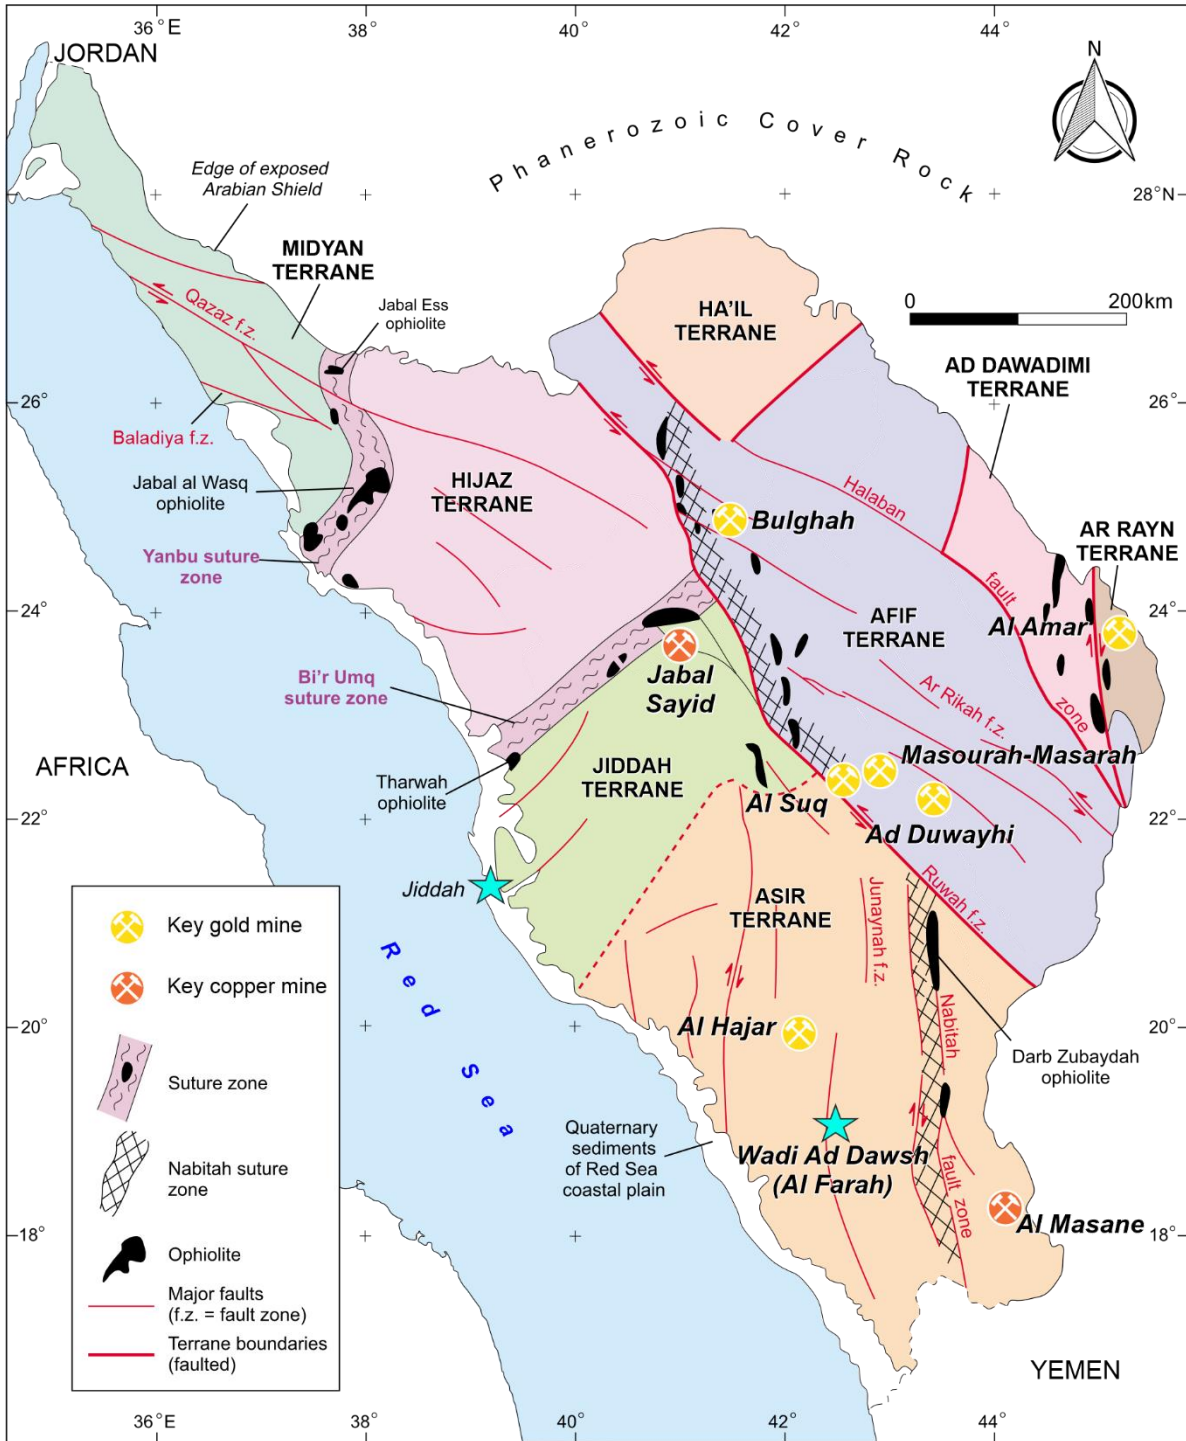 36°E
38°
40°
42°
44°
JORDAN
N
Phanerozoic Cover Rock
Edge of exposed
Arabian Shield
28°N
MIDYAN
TERRANE
Qazaz f.z.
Jabal Ess
ophiolite
HA'IL
TERRANE
0
200km
AD DAWADIMI
TERRANE
26°
26°
Baladiya f.z.
Jabal al Wasq
ophiolite
HIJAZ
TERRANE
Halaban
fault
zone
Bulghah
AR RAYN
TERRANE
Yanbu suture
zone
24°
24°
AFIF
TERRANE
Al Amar
Bi'r Umq
suture zone
Jabal
Sayid
Ar Rikah f.z.
AFRICA
Tharwah
ophiolite
JIDDAH
TERRANE
Masourah-Masarah
Al Suq
22°
22°
Ad Duwayhi
Jiddah
ASIR
TERRANE
Junaynah f.z.
Ruwah f.z.
Key gold mine
Red Sea
Key copper mine
20°
20°
Al Hajar
Nabitah
fault zone
Darb Zubaydah
ophiolite
Suture zone
Quaternary
sediments
of Red Sea
coastal plain
Wadi Ad Dawsh
(Al Farah)
Nabitah suture
zone
18°
18°
Al Masane
Ophiolite
Major faults
(f.z. = fault zone)
Terrane boundaries
(faulted)
YEMEN
36°E
38°
40°
42°
44°